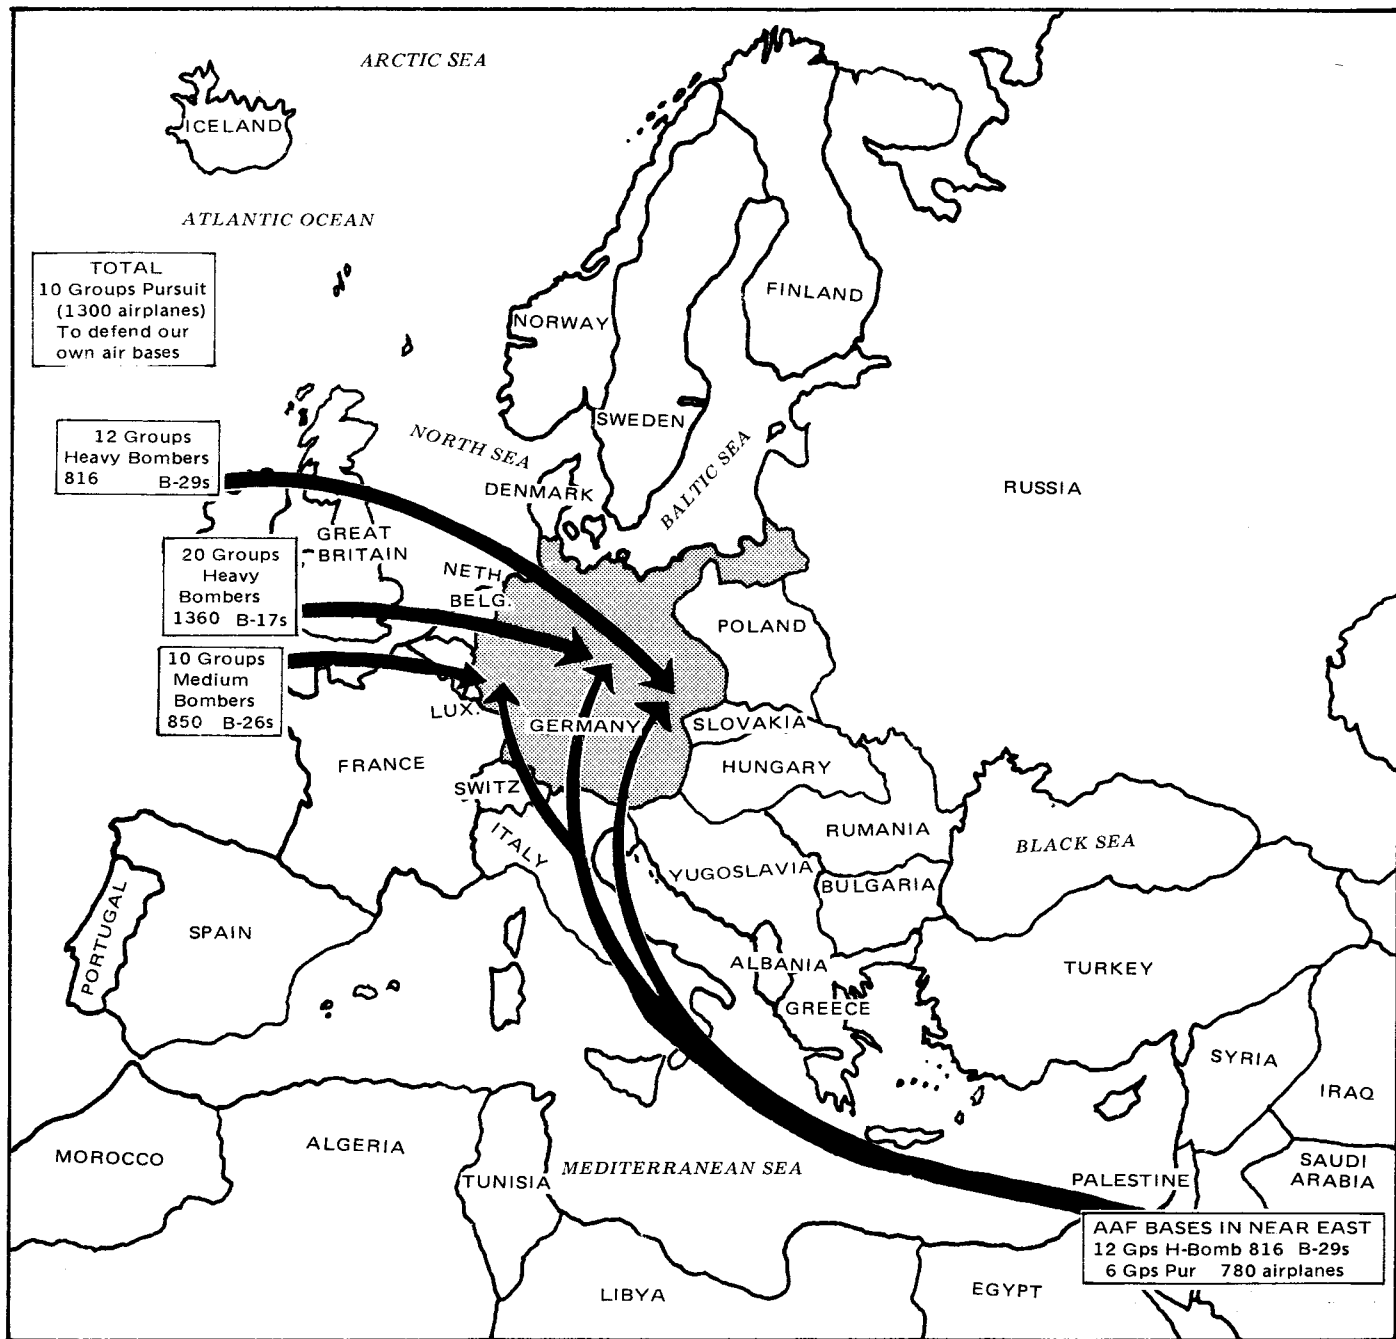 ARCTIC SEA
ICELAND
ATLANTIC OCEAN
TOTAL
10 Groups Pursuit
(1300 airplanes)
To defend our
own air bases
FINLAND
NORWAY
SWEDEN
NORTH SEA
BALTIC SEA
12 Groups
Heavy Bombers
816 B-29s
DENMARK
RUSSIA
GREAT
BRITAIN
20 Groups
Heavy
Bombers
1360 B-17s
NETH.
BELG.
POLAND
10 Groups
Medium
Bombers
850 B-26s
LUX.
GERMANY
SLOVAKIA
FRANCE
HUNGARY
SWITZ
ITALY
RUMANIA
BLACK SEA
YUGOSLAVIA
BULGARIA
PORTUGAL
SPAIN
ALBANIA
TURKEY
GREECE
SYRIA
IRAQ
MOROCCO
ALGERIA
TUNISIA
MEDITERRANEAN SEA
PALESTINE
SAUDI
ARABIA
AAF BASES IN NEAR EAST
12 Gps H-Bomb 816 B-29s
6 Gps Pur 780 airplanes
LIBYA
EGYPT